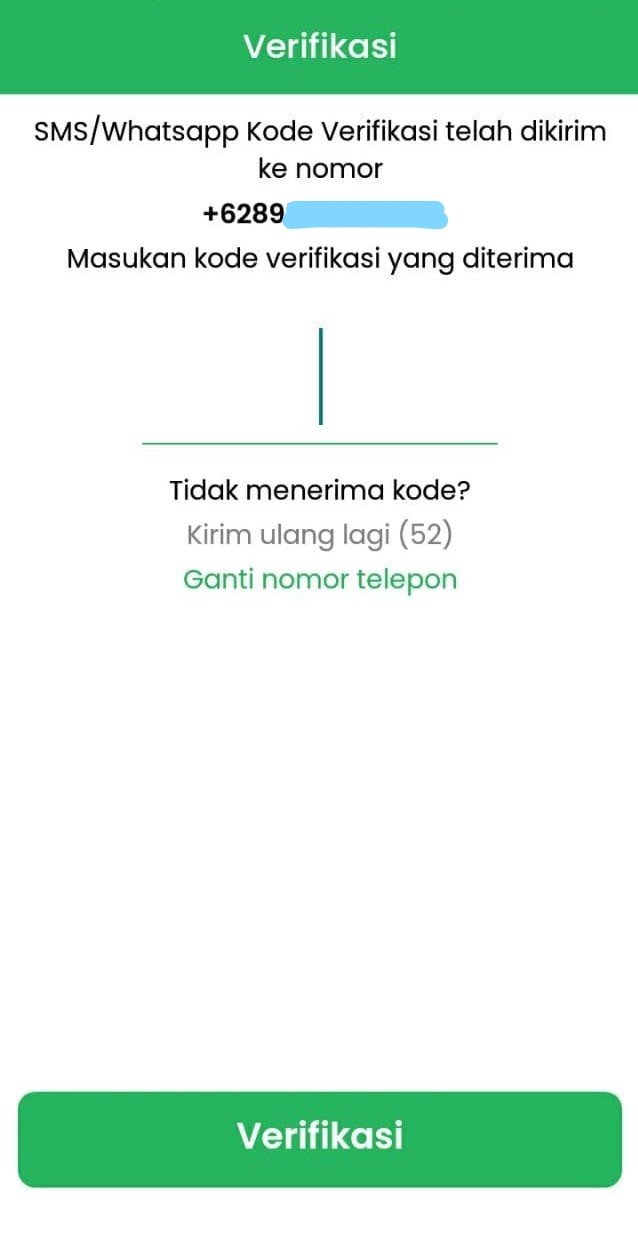 Verifikasi
SMS/Whatsapp Kode Verifikasi telah dikirim
ke nomor
+6289
Masukan kode verifikasi yang diterima
Tidak menerima kode?
Kirim ulang lagi (52)
Ganti nomor telepon
Verifikasi